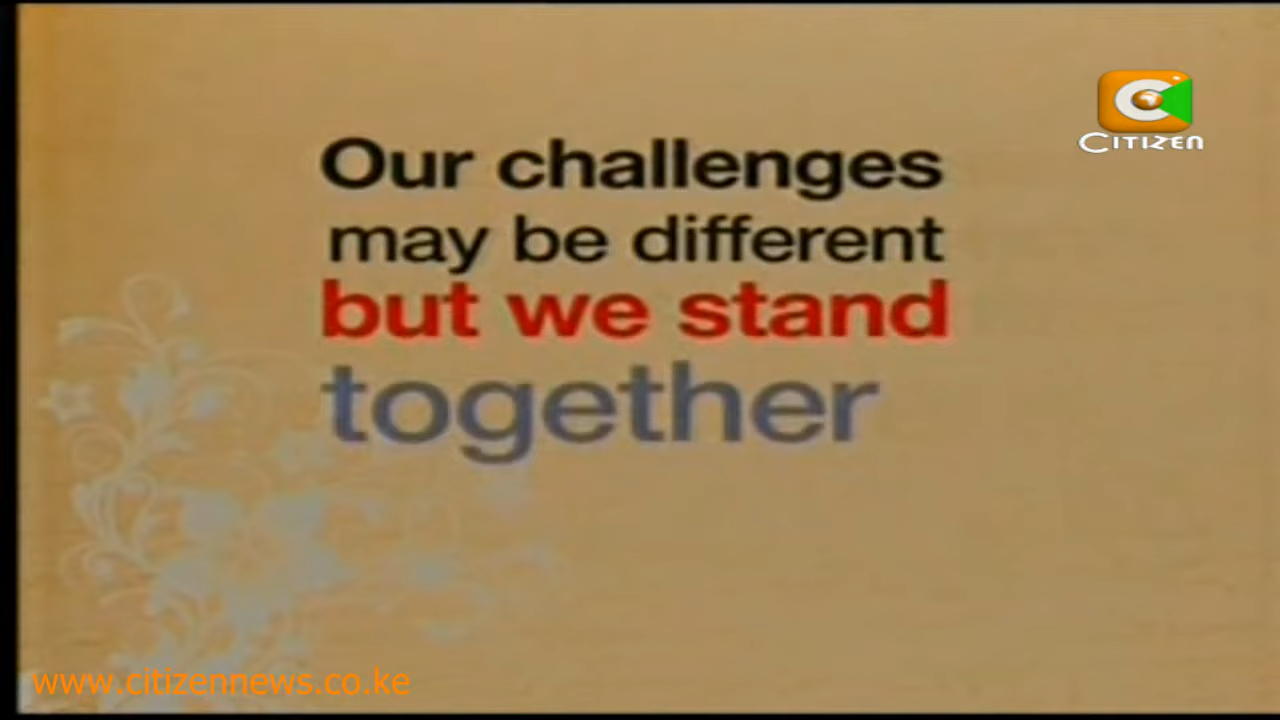 CITIZEN
Our challenges
may be different
but we stand
together
www.citizennews.co.ke